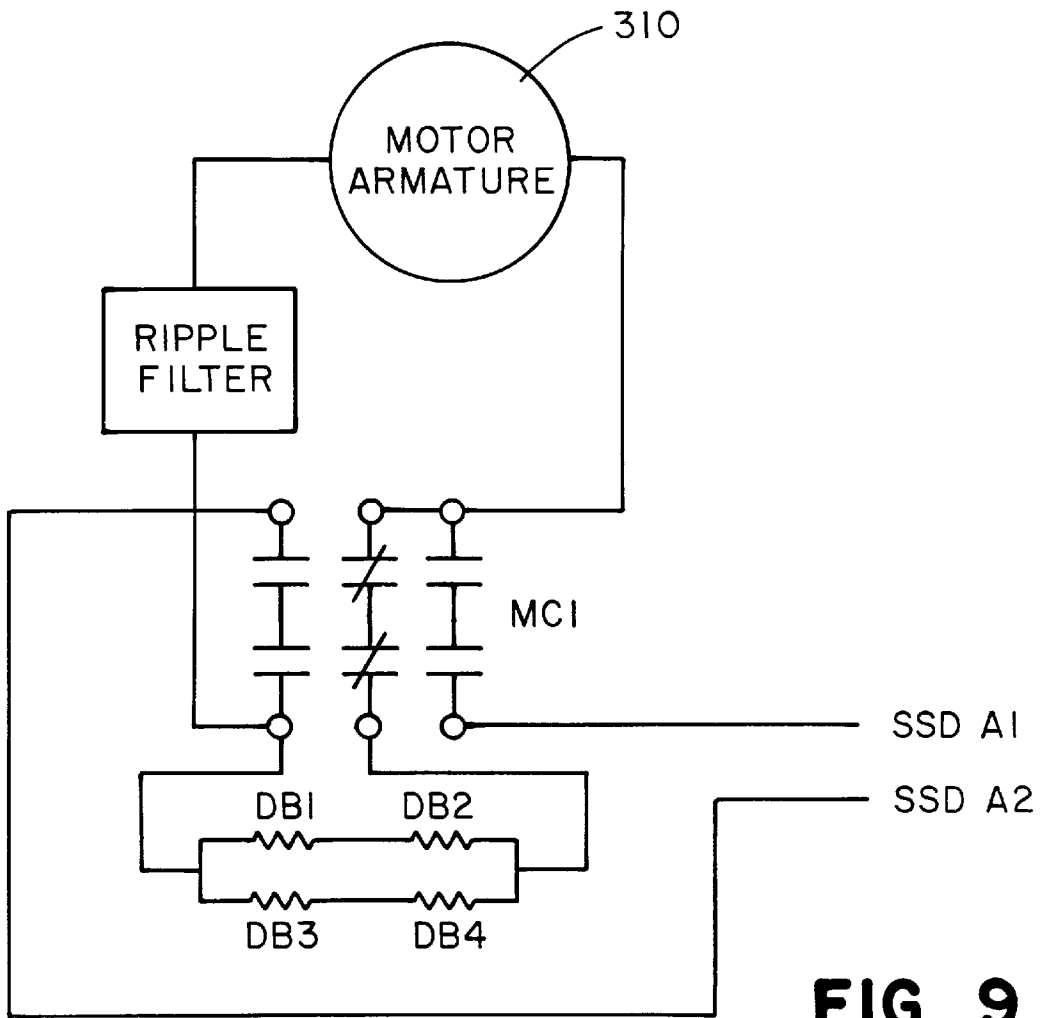 310
MOTOR
ARMATURE
RIPPLE
FILTER
MC1
SSD A1
SSD A2
DB1 DB2
DB3 DB4
FIG. 9